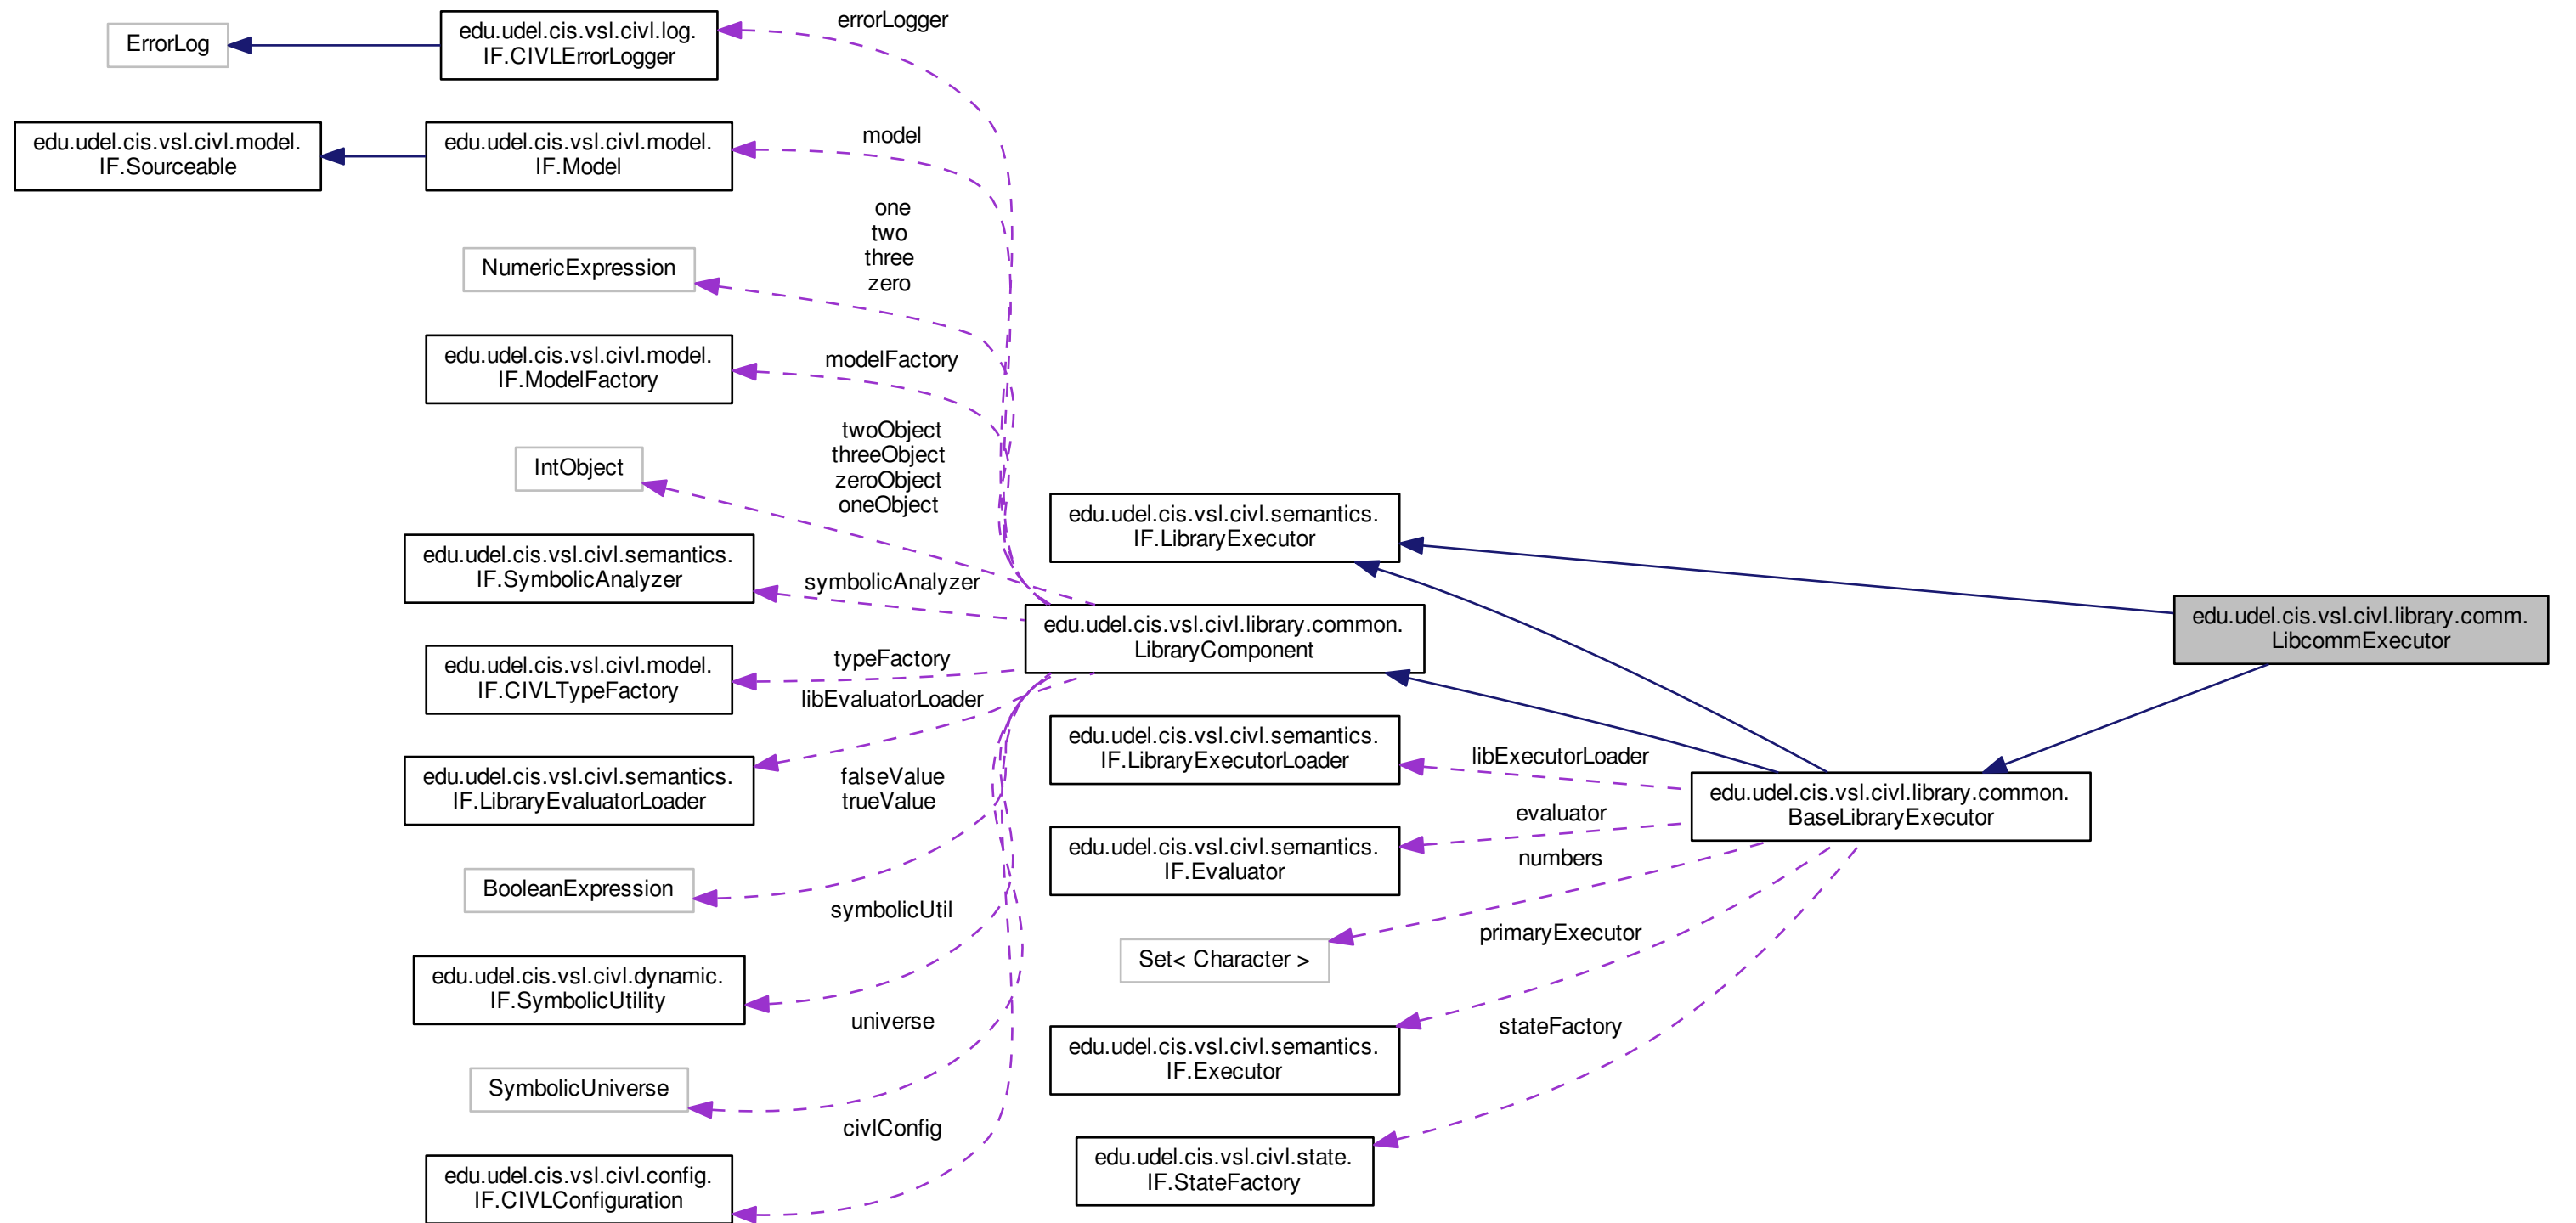 errorLogger
ErrorLog
edu.udel.cis.vsl.civl.log.
IF.CIVLErrorLogger
model
edu.udel.cis.vsl.civl.model.
IF.Sourceable
edu.udel.cis.vsl.civl.model.
IF.Model
one
two
three
zero
NumericExpression
modelFactory
edu.udel.cis.vsl.civl.model.
IF.ModelFactory
twoObject
threeObject
zeroObject
oneObject
IntObject
edu.udel.cis.vsl.civl.semantics.
IF.SymbolicAnalyzer
symbolicAnalyzer
edu.udel.cis.vsl.civl.semantics.
IF.LibraryExecutor
edu.udel.cis.vsl.civl.library.common.
LibraryComponent
edu.udel.cis.vsl.civl.library.comm.
LibcommExecutor
typeFactory
edu.udel.cis.vsl.civl.model.
IF.CIVLTypeFactory
libEvaluatorLoader
edu.udel.cis.vsl.civl.semantics.
IF.LibraryEvaluatorLoader
falseValue
trueValue
edu.udel.cis.vsl.civl.semantics.
IF.LibraryExecutorLoader
libExecutorLoader
edu.udel.cis.vsl.civl.library.common.
BaseLibraryExecutor
evaluator
edu.udel.cis.vsl.civl.semantics.
IF.Evaluator
numbers
BooleanExpression
symbolicUtil
primaryExecutor
Set< Character >
edu.udel.cis.vsl.civl.dynamic.
IF.SymbolicUtility
universe
stateFactory
edu.udel.cis.vsl.civl.semantics.
IF.Executor
SymbolicUniverse
civlConfig
edu.udel.cis.vsl.civl.config.
IF.CIVLConfiguration
edu.udel.cis.vsl.civl.state.
IF.StateFactory